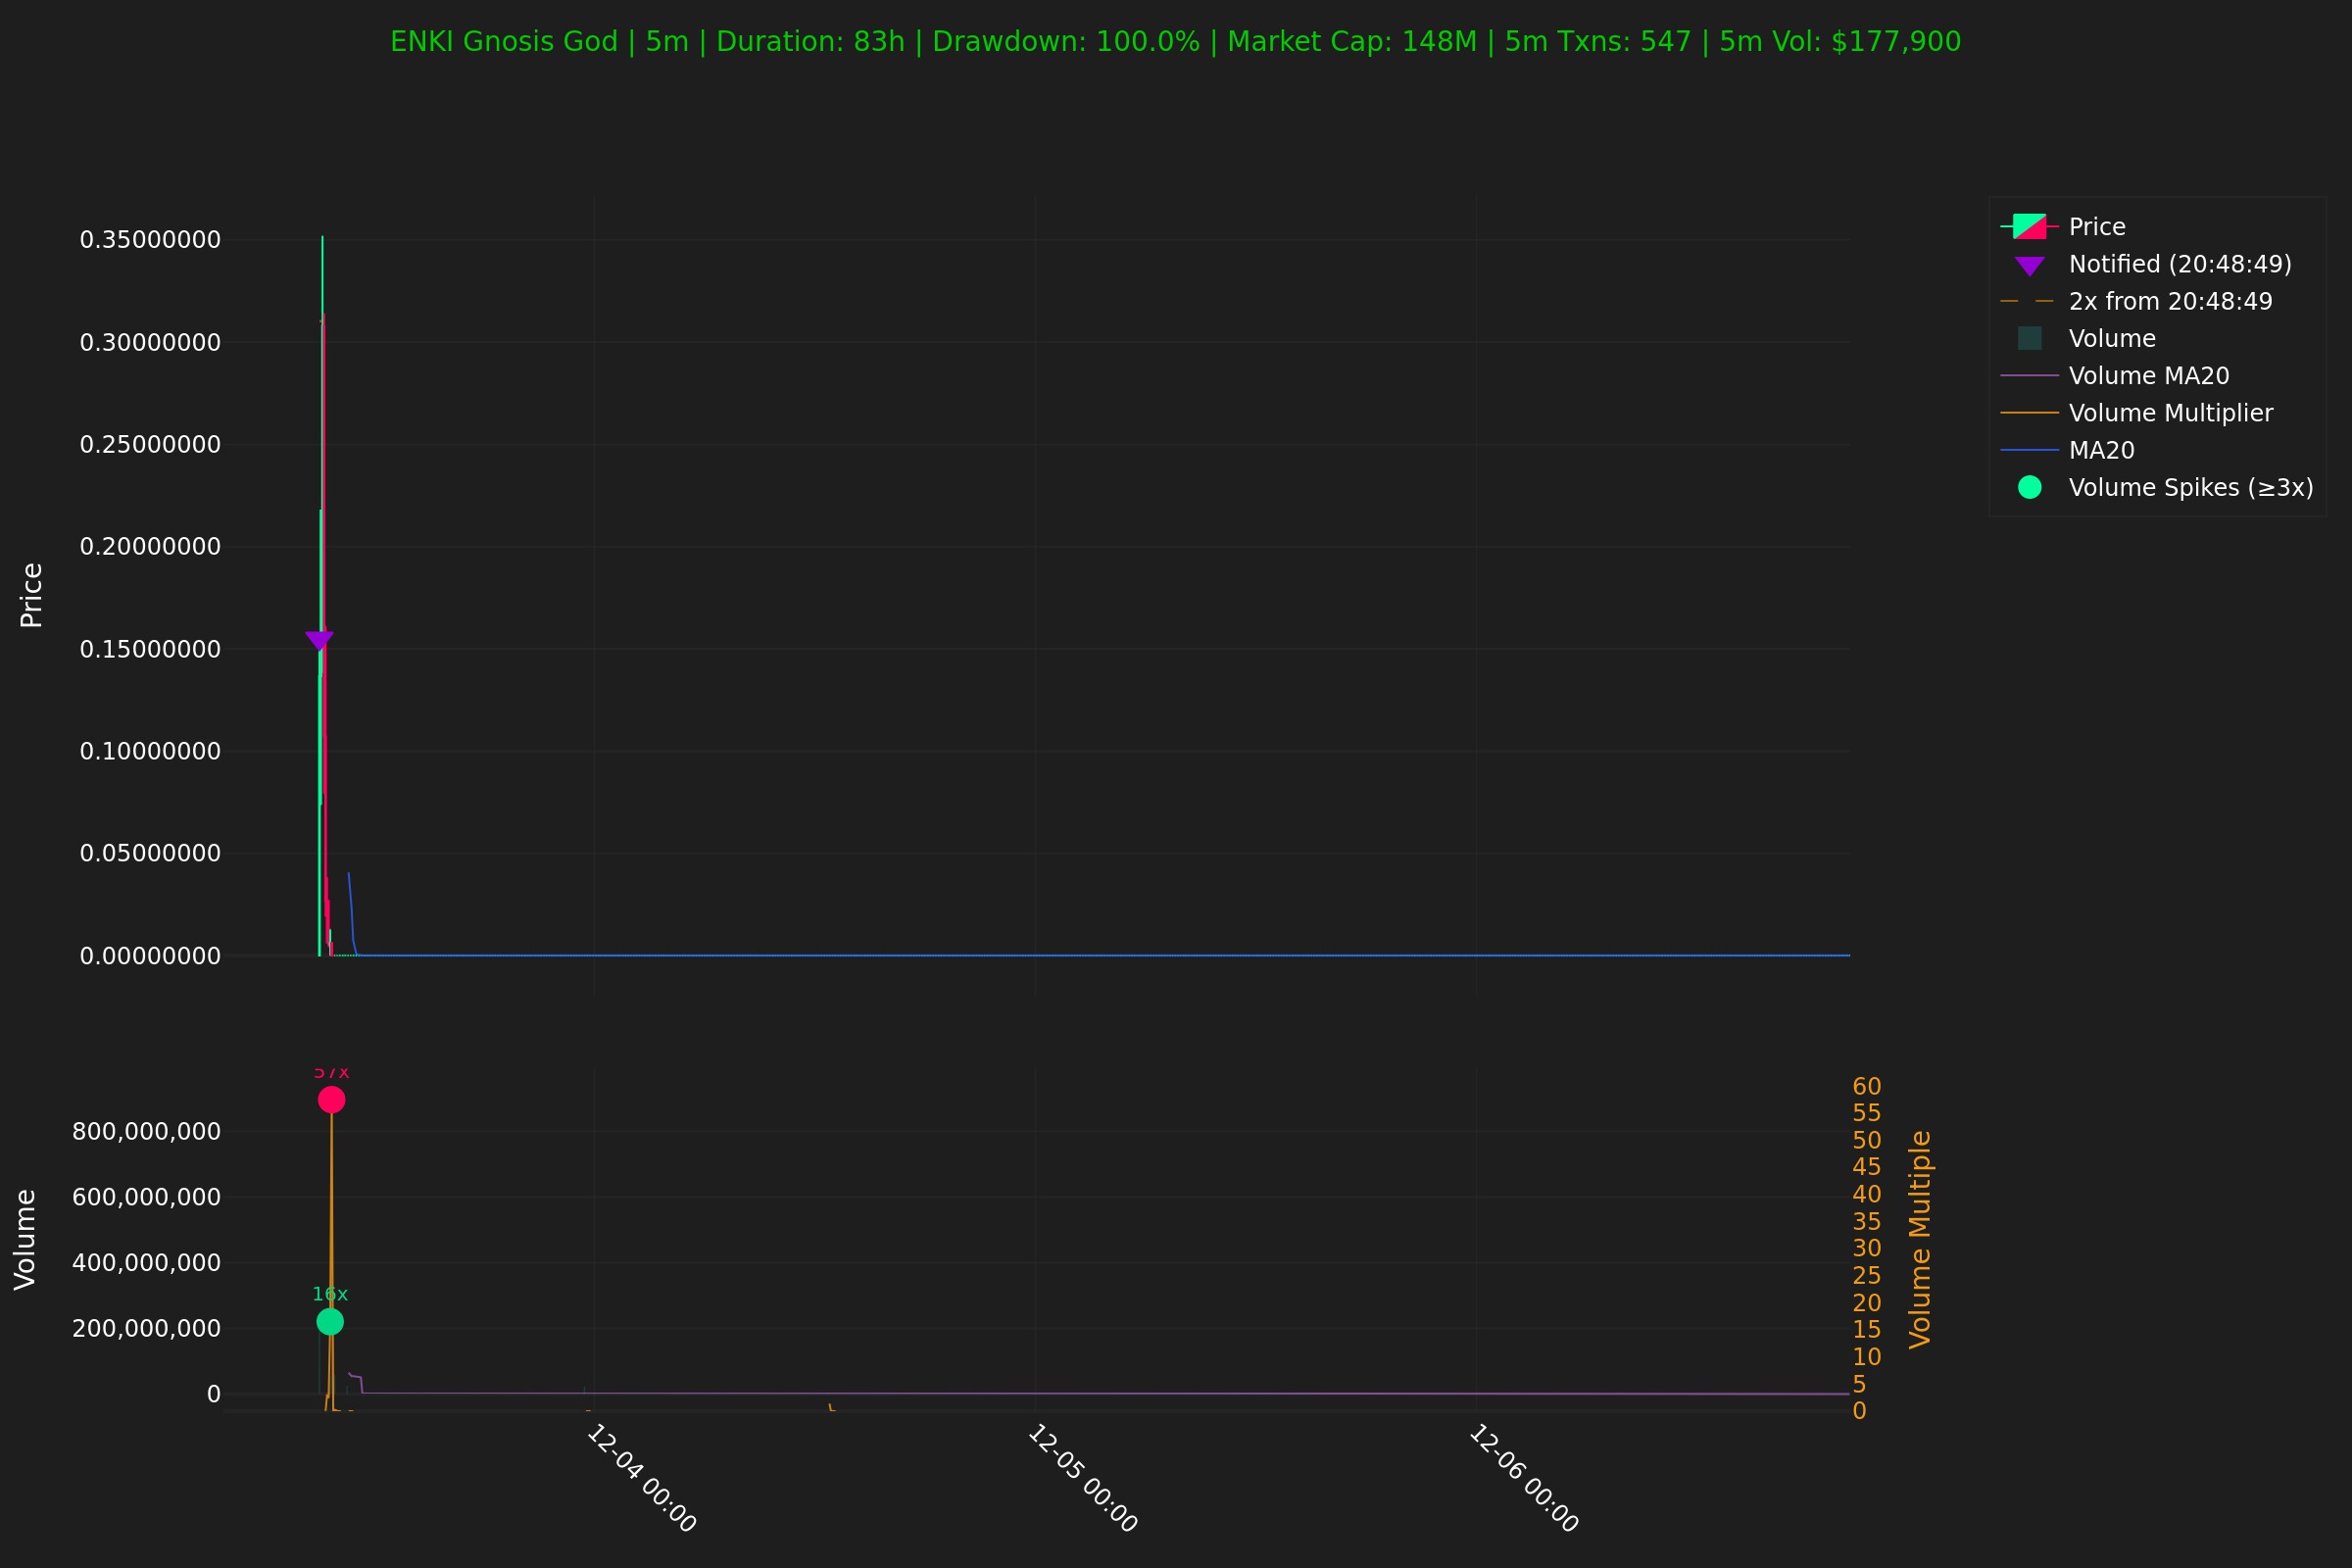 ENKI Gnosis God | 5m | Duration: 83h | Drawdown: 100.0% | Market Cap: 148M | 5m Txns: 547 | 5m Vol: $177,900
Price
0.35000000
0.30000000
0.25000000
0.20000000
0.15000000
0.10000000
0.05000000
0.00000000
Price
Notified (20:48:49)
2x from 20:48:49
Volume
Volume MA20
Volume Multiplier
MA20
Volume Spikes (≥3x)
Volume
800,000,000
600,000,000
400,000,000
200,000,000
0
57x
16x
60
55
50
45
40
35
30
25
20
15
10
5
0
Volume Multiple
12-04 00:00
12-05 00:00
12-06 00:00